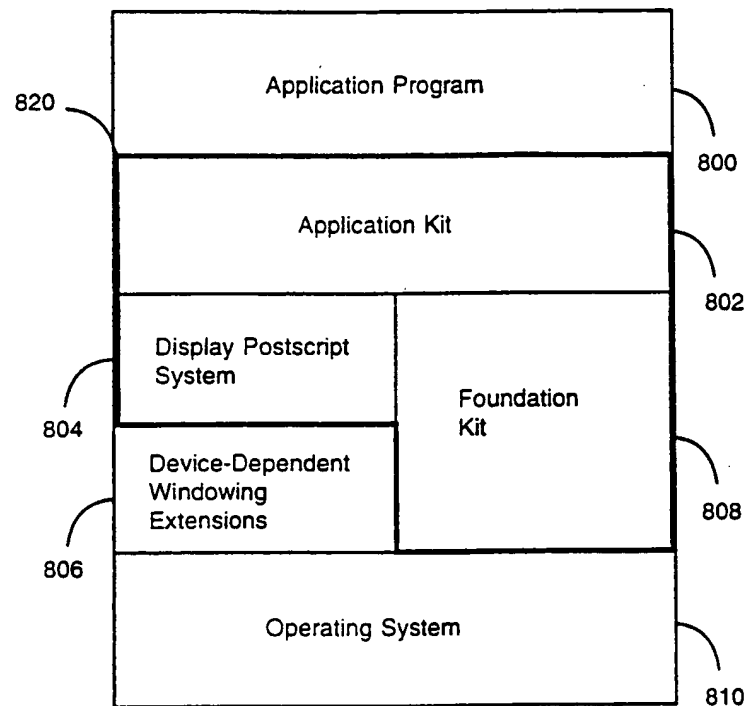 Application Program
820
800
Application Kit
802
Display Postscript
System
Foundation
Kit
804
Device-Dependent
Windowing
Extensions
808
806
Operating System
810